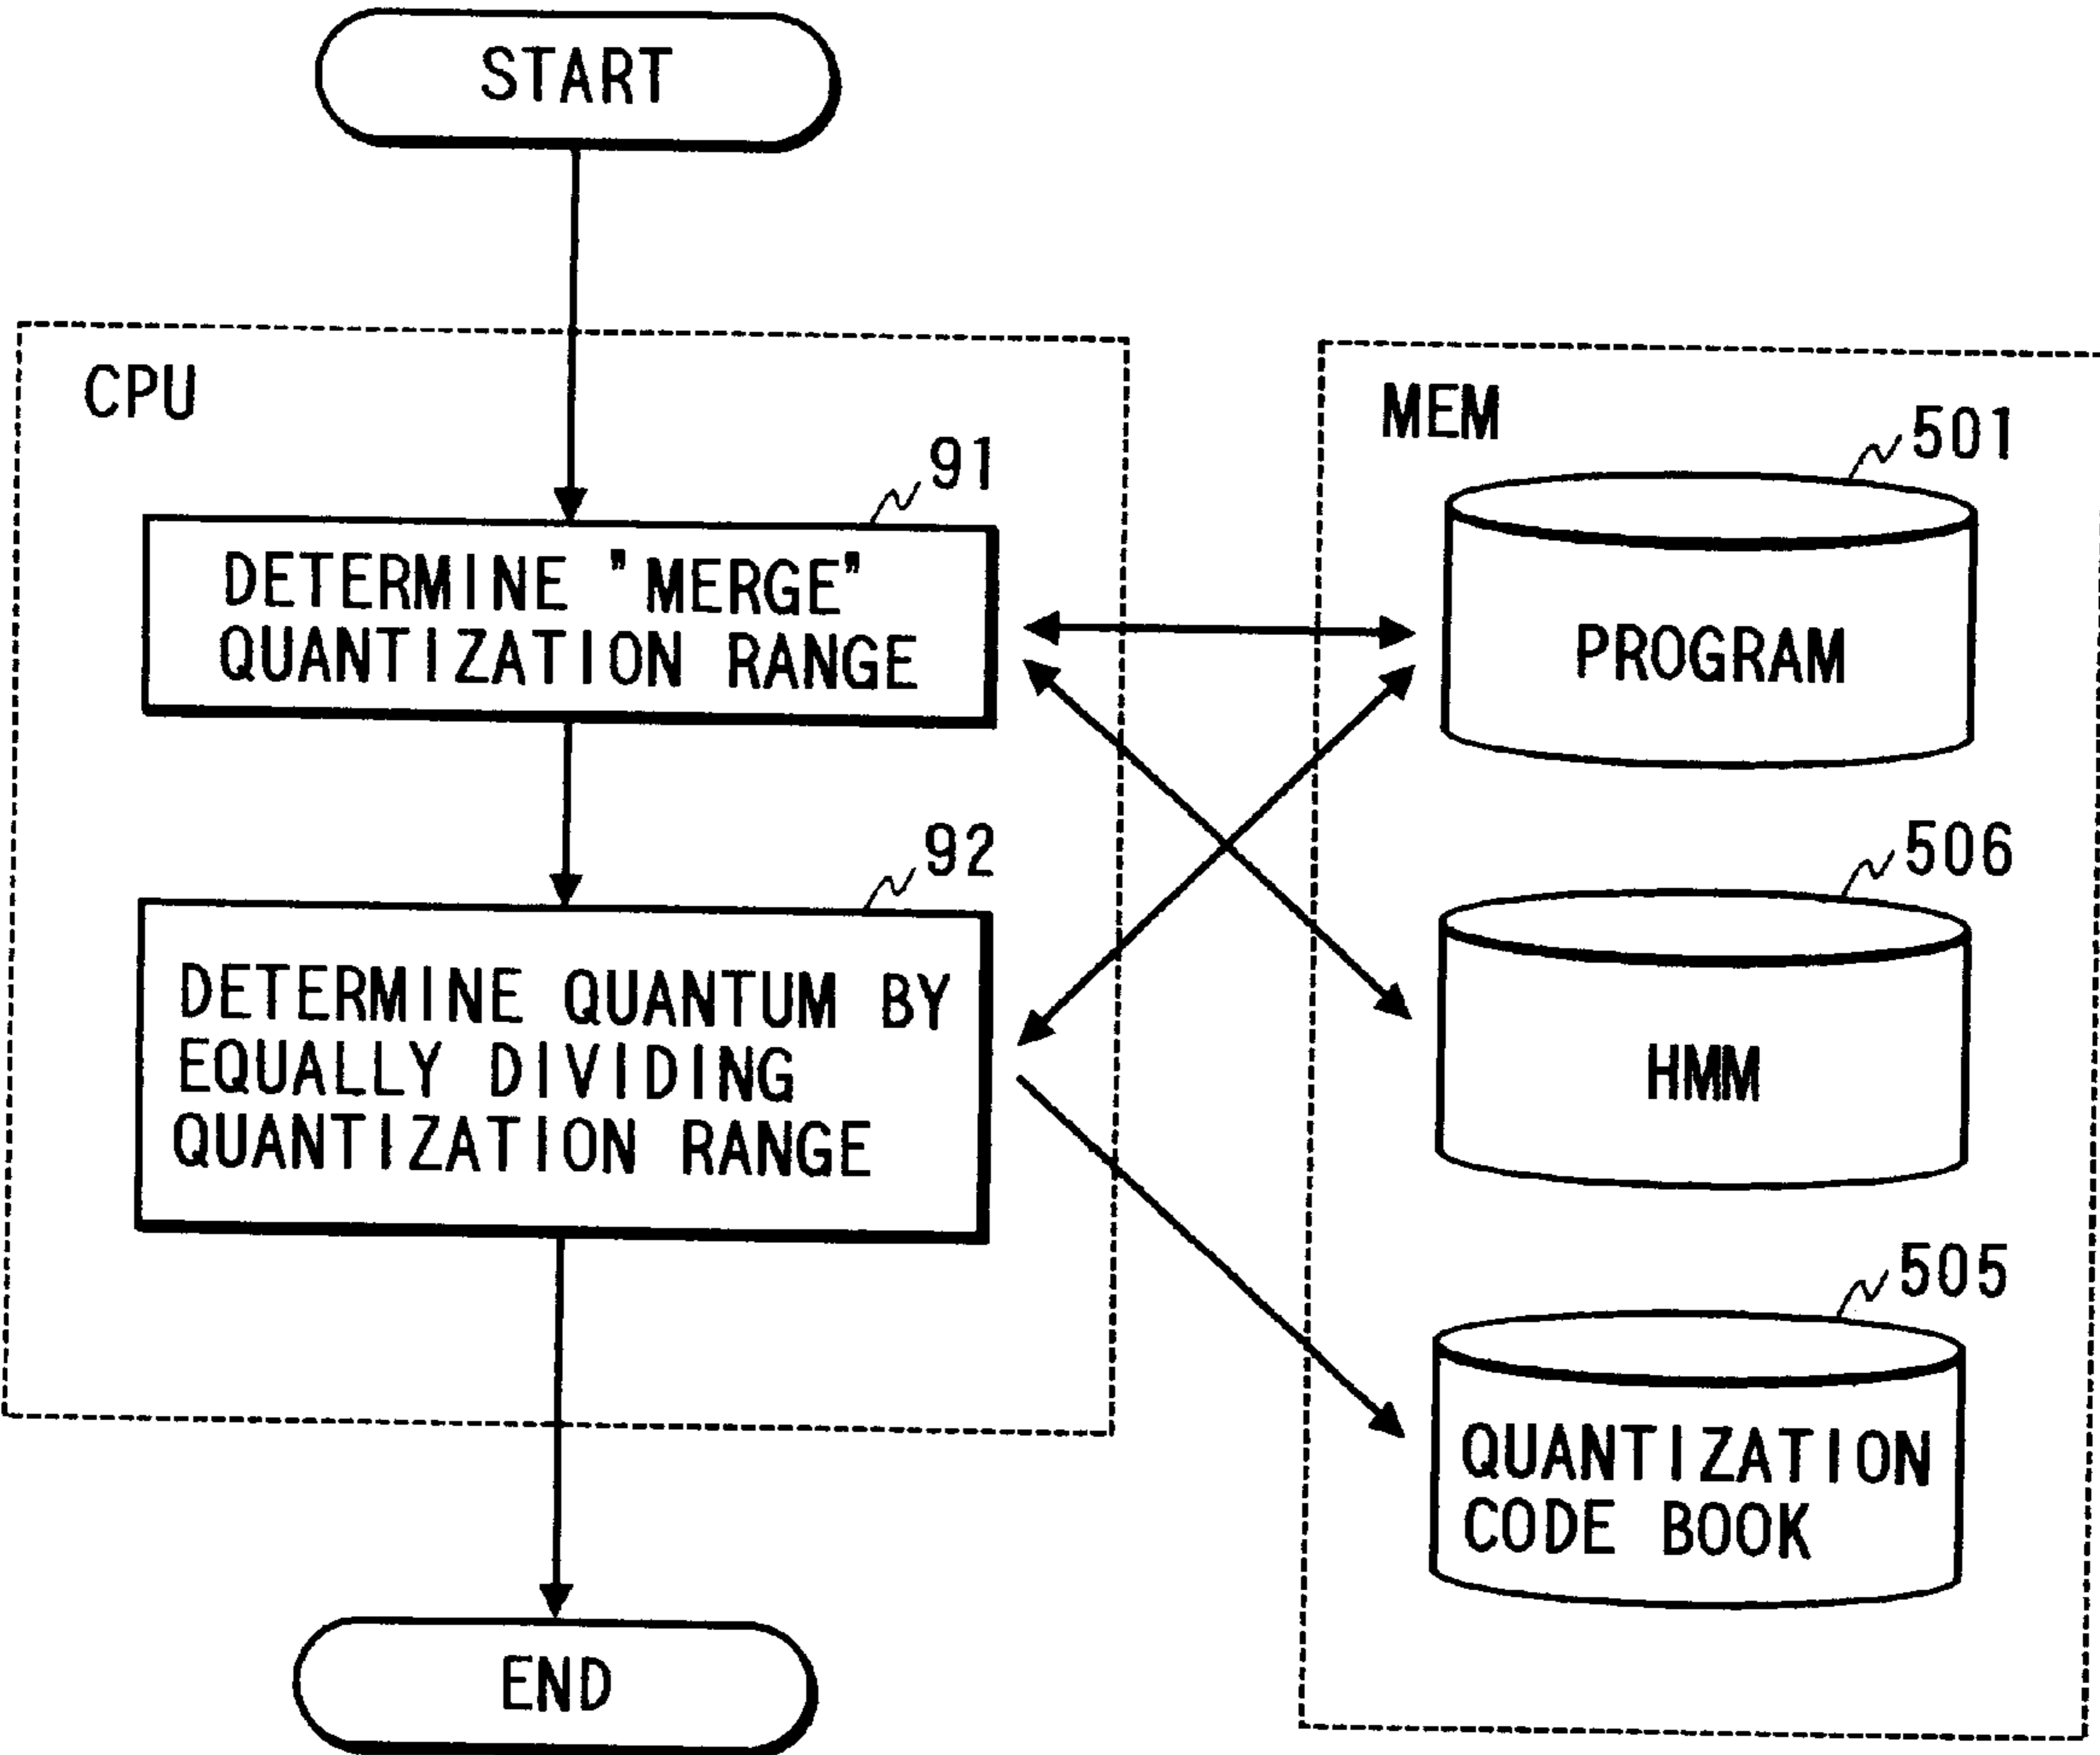 START
CPU
91
DETERMINE "MERGE"
QUANTIZATION RANGE
92
DETERMINE QUANTUM BY
EQUALLY DIVIDING
QUANTIZATION RANGE
END
MEM
501
PROGRAM
506
HMM
505
QUANTIZATION
CODE BOOK